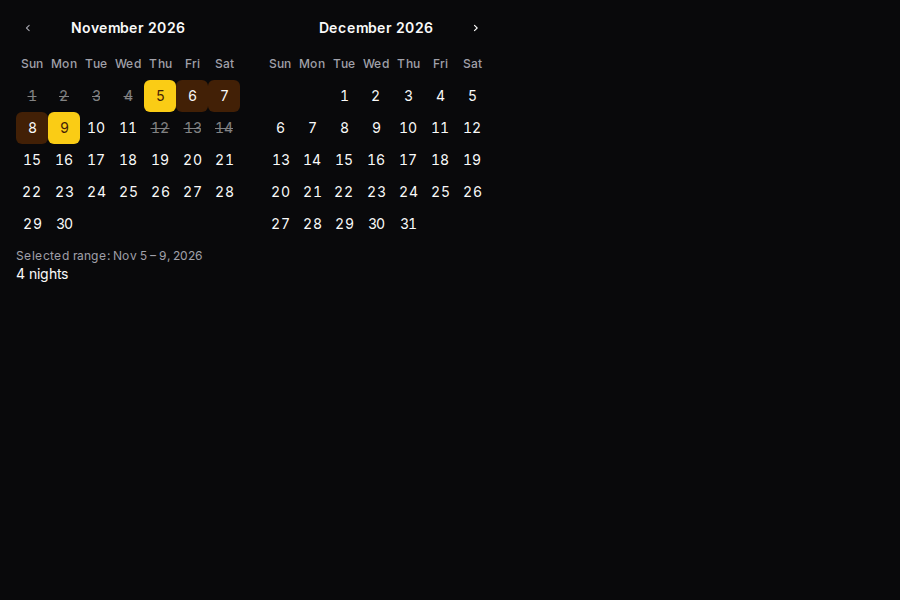 November 2026
Sun Mon Tue Wed Thu Fri Sat
1 2 3 4 5 6 7
8 9 10 11 12 13 14
15 16 17 18 19 20 21
22 23 24 25 26 27 28
29 30
December 2026
Sun Mon Tue Wed Thu Fri Sat
1 2 3 4 5
6 7 8 9 10 11 12
13 14 15 16 17 18 19
20 21 22 23 24 25 26
27 28 29 30 31
Selected range: Nov 5 – 9, 2026
4 nights